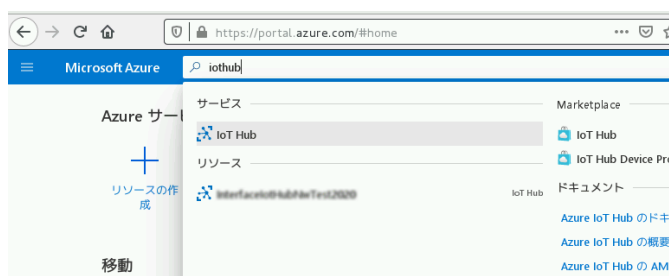 https://portal.azure.com/#home
Microsoft Azure
iothub
Azure サービ
リソースの作
成
移動
サービス
IoT Hub
リソース
IoT Hub
Marketplace
IoT Hub
IoT Hub Device Pr
ドキュメント
Azure IoT Hub のドキ
Azure IoT Hub の概要
Azure IoT Hub の AM